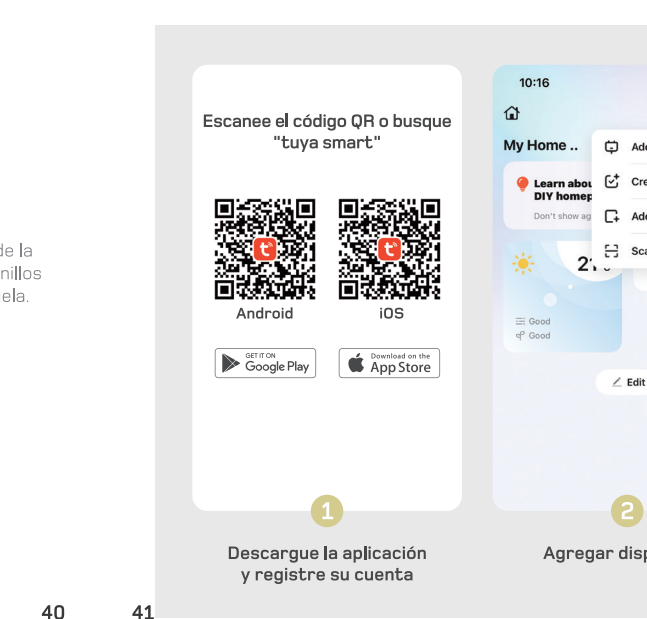 de la
nillos
ela.
40
41
Escanee el código QR o busque
"tuya smart"
Android
iOS
GET IT ON
Google Play
Download on the
App Store
1
Descargue la aplicación
y registre su cuenta
10:16
My Home ..
Learn abou
DIY homep
Don't show ag
Ad
Cre
Ad
Sca
Good
Good
Edit
2
Agregar disp